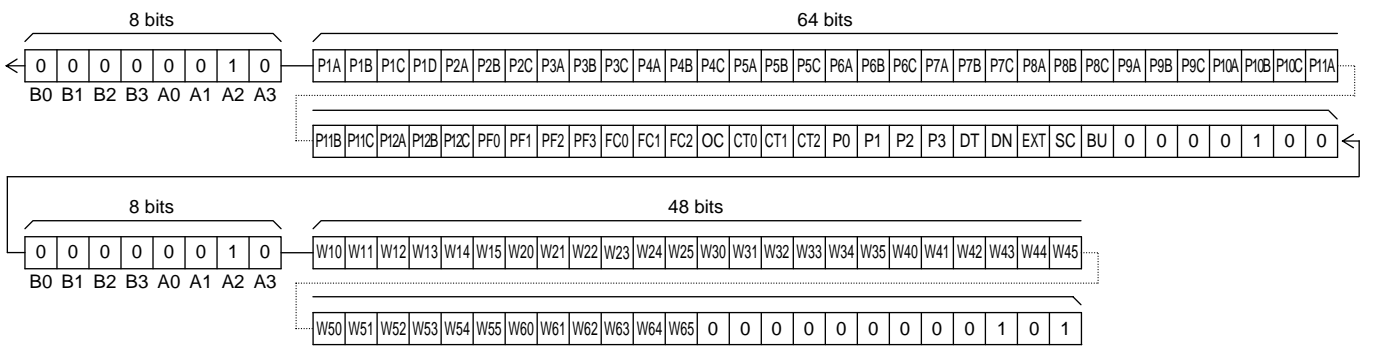 8 bits 64 bits
0 0 0 0 0 0 1 0 P1A P1B P1C P1D P2A P2B P2C P3A P3B P3C P4A P4B P4C P5A P5B P5C P6A P6B P6C P7A P7B P7C P8A P8B P8C P9A P9B P9C P10A P10B P10C P11A
B0 B1 B2 B3 A0 A1 A2 A3
P11B P11C P12A P12B P12C PF0 PF1 PF2 PF3 FC0 FC1 FC2 OC CT0 CT1 CT2 P0 P1 P2 P3 DT DN EXT SC BU 0 0 0 0 1 0 0
8 bits 48 bits
0 0 0 0 0 0 1 0 W10 W11 W12 W13 W14 W15 W20 W21 W22 W23 W24 W25 W30 W31 W32 W33 W34 W35 W40 W41 W42 W43 W44 W45
B0 B1 B2 B3 A0 A1 A2 A3
W50 W51 W52 W53 W54 W55 W60 W61 W62 W63 W64 W65 0 0 0 0 0 0 0 0 0 1 0 1